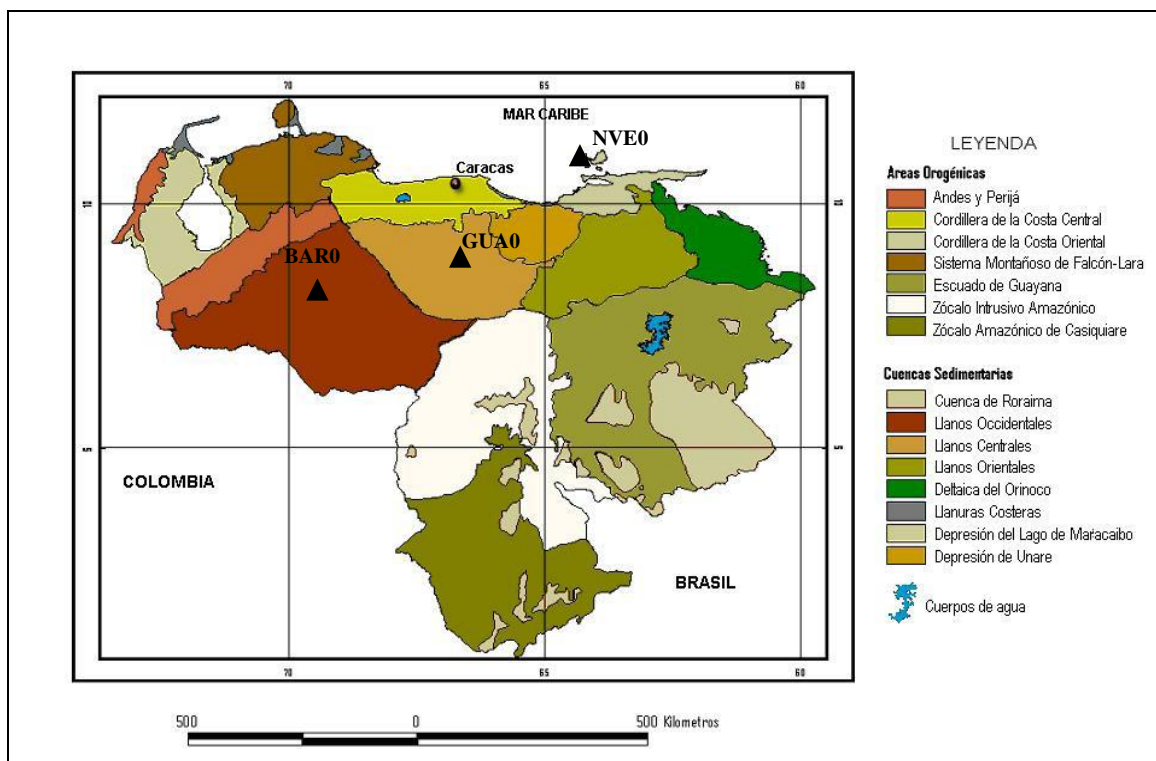 70
65
60
MAR CARIBE
NVE0
Caracas
10
10
GUA0
BAR0
5
5
COLOMBIA
BRASIL
70
65
60
500
0
500 Kilometros
LEYENDA
Areas Orogénicas
Andes y Perijá
Cordillera de la Costa Central
Cordillera de la Costa Oriental
Sistema Montañoso de Falcón-Lara
Escuado de Guayana
Zócalo Intrusivo Amazónico
Zócalo Amazónico de Casiquiare
Cuencas Sedimentarias
Cuenca de Roraima
Llanos Occidentales
Llanos Centrales
Llanos Orientales
Deltaica del Orinoco
Llanuras Costeras
Depresión del Lago de Maracaibo
Depresión de Unare
Cuerpos de agua